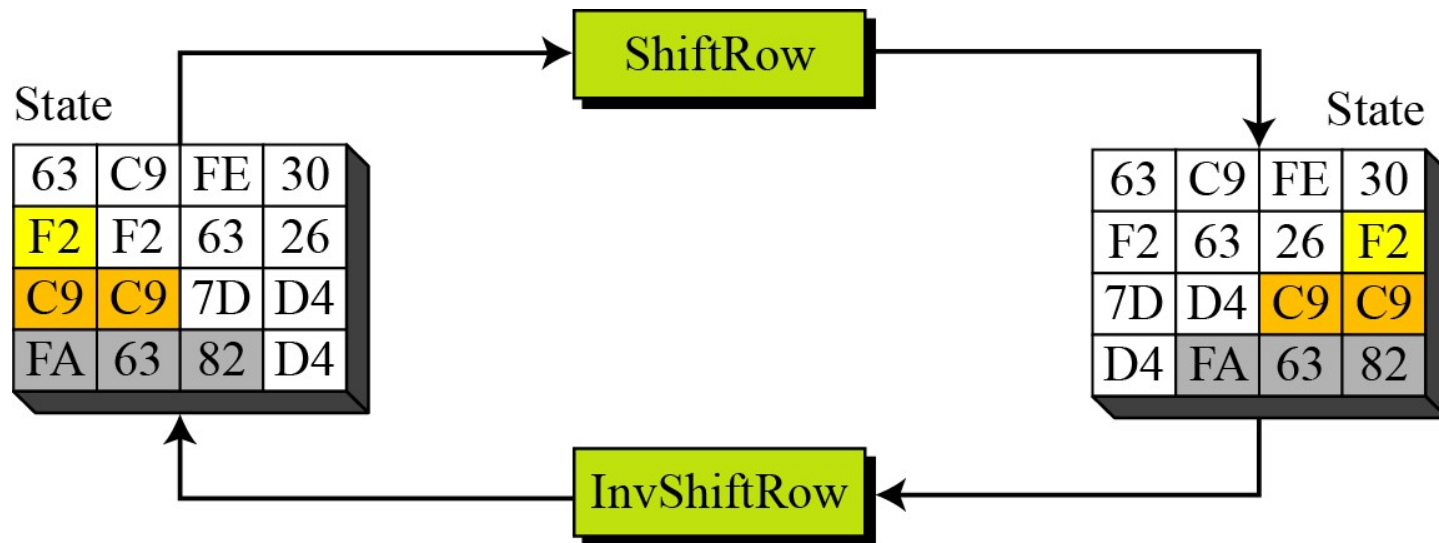 ShiftRow
State
63 C9 FE 30
F2 F2 63 26
C9 C9 7D D4
FA 63 82 D4
State
63 C9 FE 30
F2 63 26 F2
7D D4 C9 C9
D4 FA 63 82
InvShiftRow